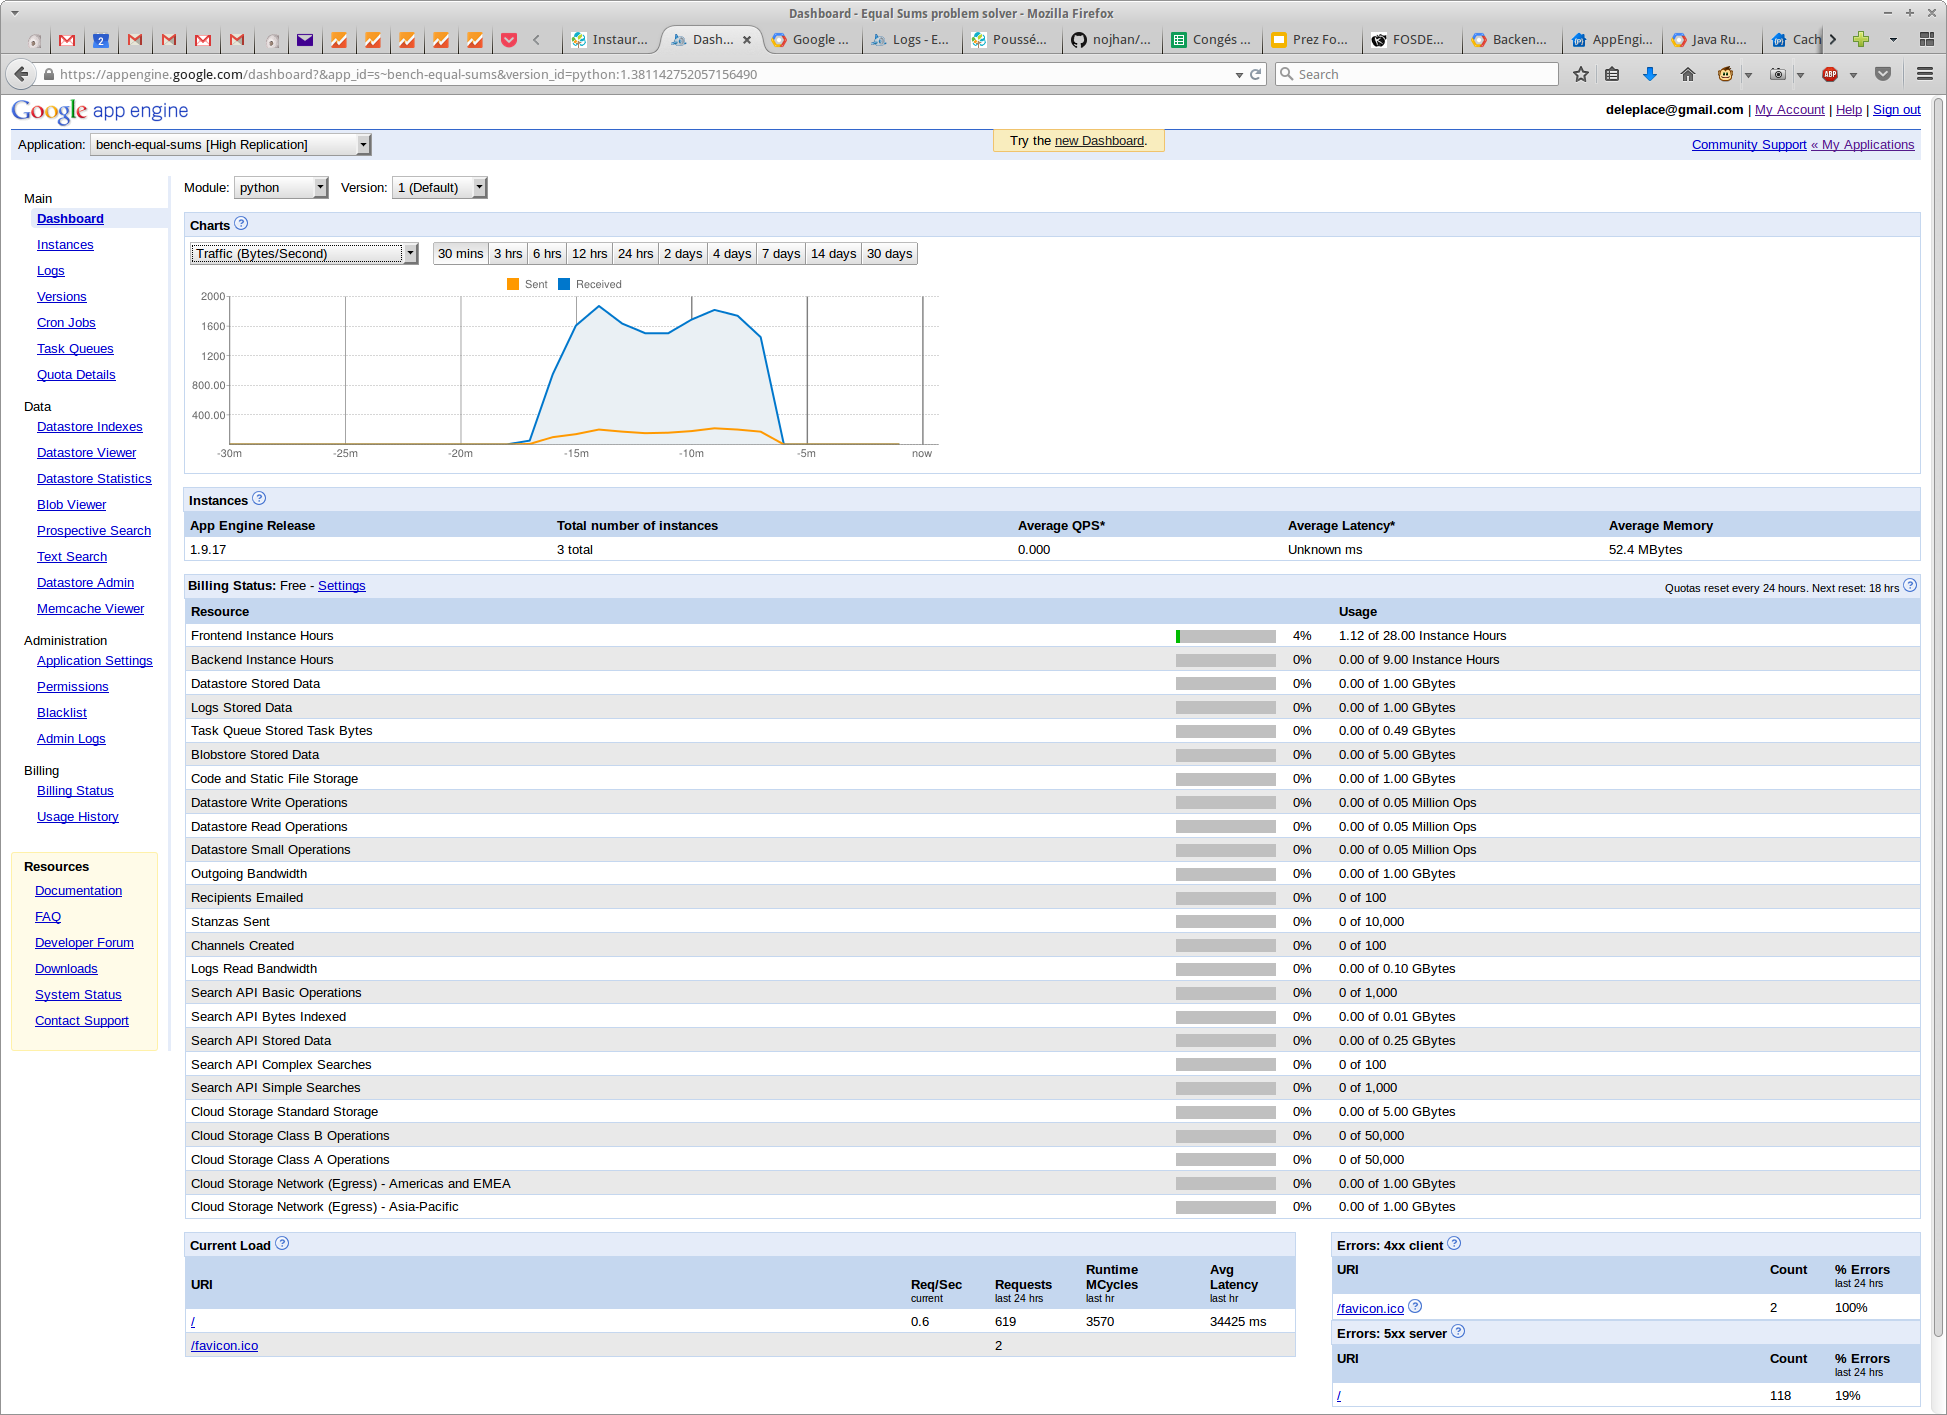 Dashboard - Equal Sums problem solver - Mozilla Firefox
2
Instaur...
Dash...
Google ...
Logs - E...
Poussé...
nojhan/...
Congés ...
Prez Fo...
FOSDE...
Backen...
AppEngi...
Java Ru...
Cach
https://appengine.google.com/dashboard?&app_id=s~bench-equal-sums&version_id=python:1.381142752057156490
Search
ABP
Google app engine
deleplace@gmail.com | My Account | Help | Sign out
Application: bench-equal-sums [High Replication]
Try the new Dashboard.
Community Support « My Applications
Main
Dashboard
Instances
Logs
Versions
Cron Jobs
Task Queues
Quota Details
Data
Datastore Indexes
Datastore Viewer
Datastore Statistics
Blob Viewer
Prospective Search
Text Search
Datastore Admin
Memcache Viewer
Administration
Application Settings
Permissions
Blacklist
Admin Logs
Billing
Billing Status
Usage History
Resources
Documentation
FAQ
Developer Forum
Downloads
System Status
Contact Support
Module: python Version: 1 (Default)
Charts ?
Traffic (Bytes/Second) 30 mins 3 hrs 6 hrs 12 hrs 24 hrs 2 days 4 days 7 days 14 days 30 days
Sent Received
2000
1600
1200
800.00
400.00
-30m -25m -20m -15m -10m -5m now
Instances ?
App Engine Release Total number of instances Average QPS* Average Latency* Average Memory
1.9.17 3 total 0.000 Unknown ms 52.4 MBytes
Billing Status: Free - Settings Quotas reset every 24 hours. Next reset: 18 hrs ?
Resource Usage
Frontend Instance Hours 4% 1.12 of 28.00 Instance Hours
Backend Instance Hours 0% 0.00 of 9.00 Instance Hours
Datastore Stored Data 0% 0.00 of 1.00 GBytes
Logs Stored Data 0% 0.00 of 1.00 GBytes
Task Queue Stored Task Bytes 0% 0.00 of 0.49 GBytes
Blobstore Stored Data 0% 0.00 of 5.00 GBytes
Code and Static File Storage 0% 0.00 of 1.00 GBytes
Datastore Write Operations 0% 0.00 of 0.05 Million Ops
Datastore Read Operations 0% 0.00 of 0.05 Million Ops
Datastore Small Operations 0% 0.00 of 0.05 Million Ops
Outgoing Bandwidth 0% 0.00 of 1.00 GBytes
Recipients Emailed 0% 0 of 100
Stanzas Sent 0% 0 of 10,000
Channels Created 0% 0 of 100
Logs Read Bandwidth 0% 0.00 of 0.10 GBytes
Search API Basic Operations 0% 0 of 1,000
Search API Bytes Indexed 0% 0.00 of 0.01 GBytes
Search API Stored Data 0% 0.00 of 0.25 GBytes
Search API Complex Searches 0% 0 of 100
Search API Simple Searches 0% 0 of 1,000
Cloud Storage Standard Storage 0% 0.00 of 5.00 GBytes
Cloud Storage Class B Operations 0% 0 of 50,000
Cloud Storage Class A Operations 0% 0 of 50,000
Cloud Storage Network (Egress) - Americas and EMEA 0% 0.00 of 1.00 GBytes
Cloud Storage Network (Egress) - Asia-Pacific 0% 0.00 of 1.00 GBytes
Current Load ?
URI Req/Sec current Requests last 24 hrs Runtime MCycles last hr Avg Latency last hr
/ 0.6 619 3570 34425 ms
/favicon.ico 2
Errors: 4xx client ?
URI Count % Errors last 24 hrs
/favicon.ico ? 2 100%
Errors: 5xx server ?
URI Count % Errors last 24 hrs
/ 118 19%